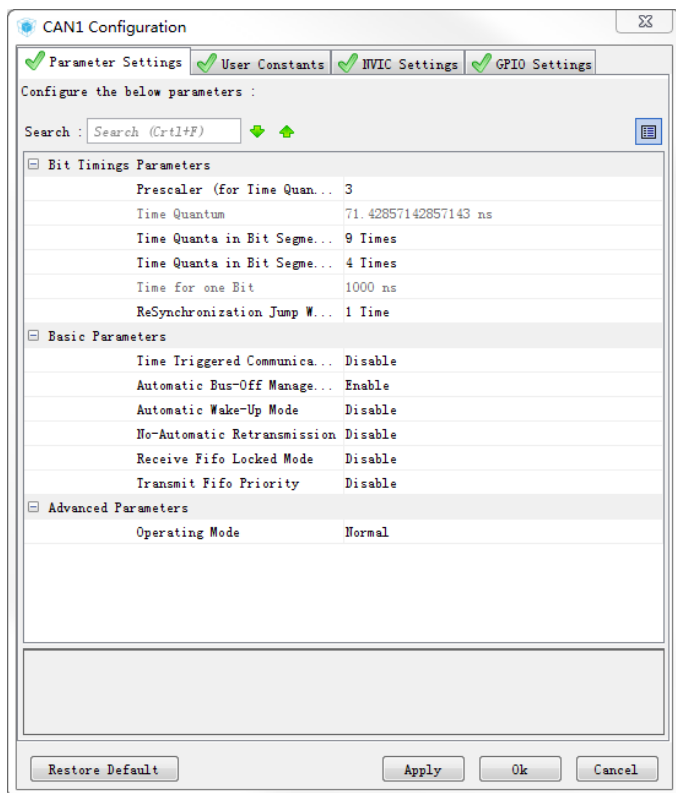 CAN1 Configuration
Parameter Settings User Constants NVIC Settings GPIO Settings
Configure the below parameters :
Search : Search (Crtl+F)
Bit Timings Parameters
Prescaler (for Time Quan... 3
Time Quantum 71.42857142857143 ns
Time Quanta in Bit Segme... 9 Times
Time Quanta in Bit Segme... 4 Times
Time for one Bit 1000 ns
ReSynchronization Jump W... 1 Time
Basic Parameters
Time Triggered Communica... Disable
Automatic Bus-Off Manage... Enable
Automatic Wake-Up Mode Disable
No-Automatic Retransmission Disable
Receive Fifo Locked Mode Disable
Transmit Fifo Priority Disable
Advanced Parameters
Operating Mode Normal
Restore Default Apply Ok Cancel